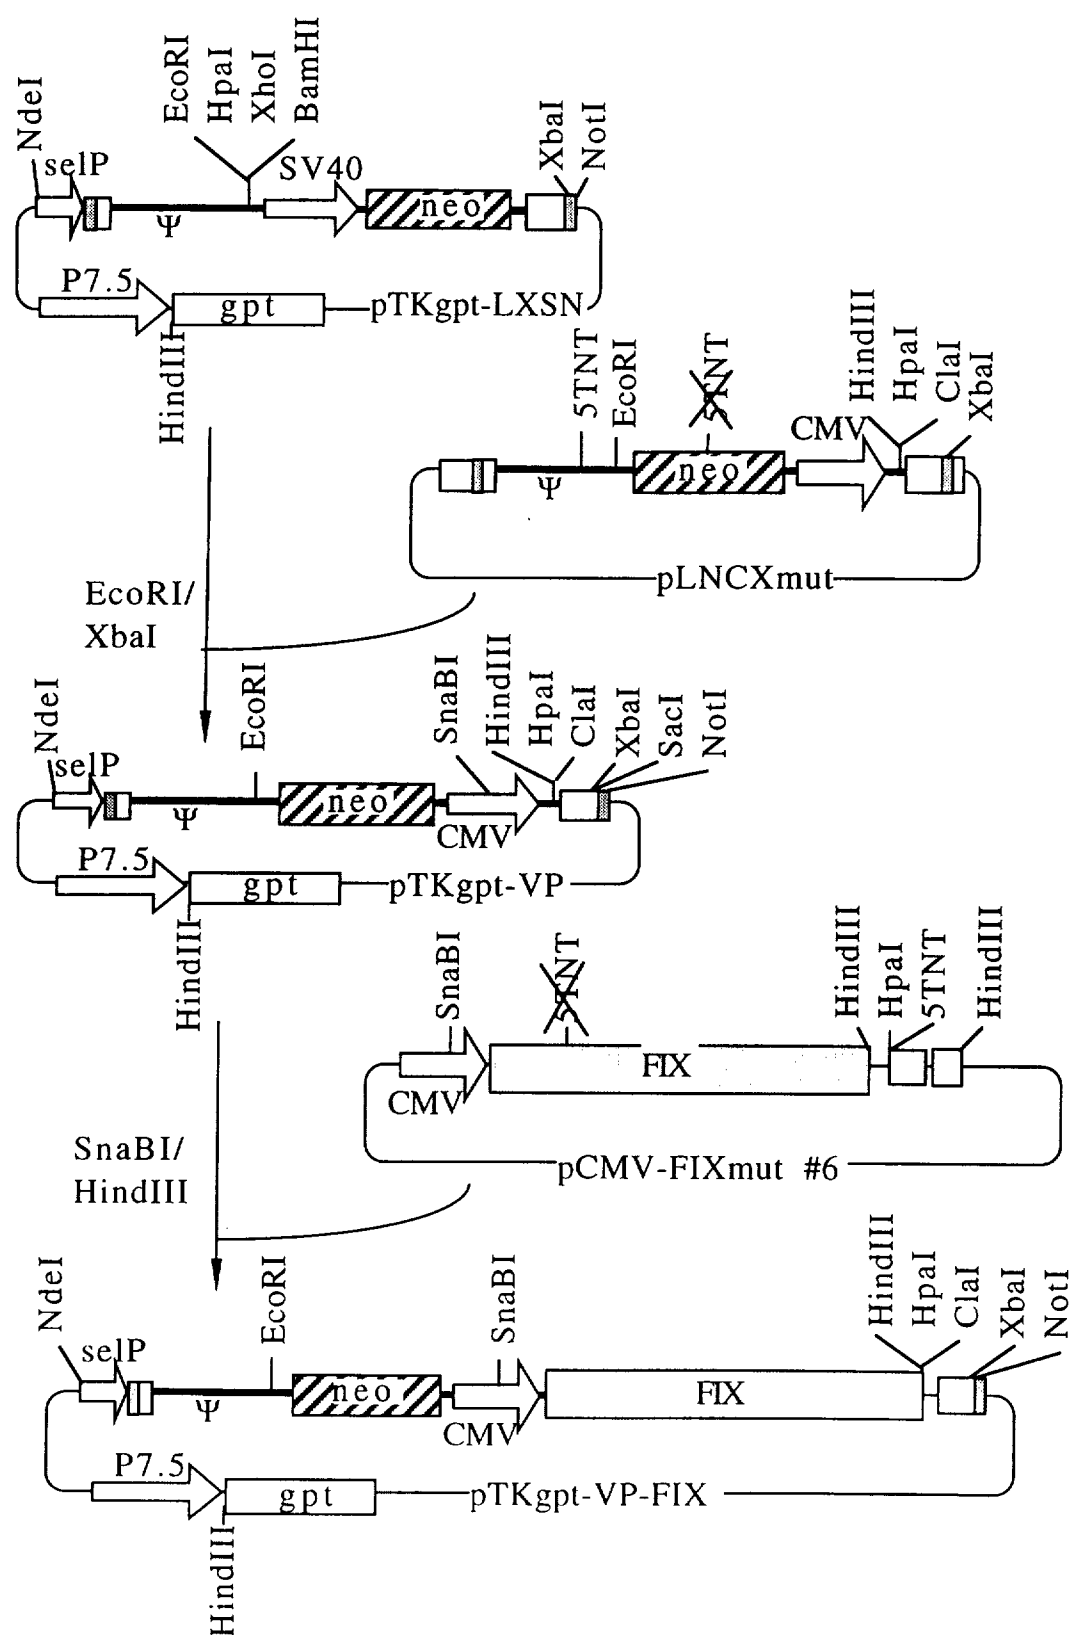 NdeI
EcoRI
HpaI
XhoI
BamHI
XbaI
NotI
selP
SV40
Ψ
neo
P7.5
gpt
pTKgpt-LXSN
HindIII
5TNT
EcoRI
5TNT
HindIII
HpaI
ClaI
XbaI
CMV
Ψ
neo
pLNCXmut
EcoRI/
XbaI
NdeI
EcoRI
SnaBI
HindIII
HpaI
ClaI
XbaI
SacI
NotI
selP
Ψ
neo
CMV
P7.5
gpt
pTKgpt-VP
HindIII
SnaBI
5TNT
HindIII
HpaI
5TNT
HindIII
CMV
FIX
pCMV-FIXmut #6
SnaBI/
HindIII
NdeI
EcoRI
SnaBI
HindIII
HpaI
ClaI
XbaI
NotI
selP
Ψ
neo
CMV
FIX
P7.5
gpt
pTKgpt-VP-FIX
HindIII